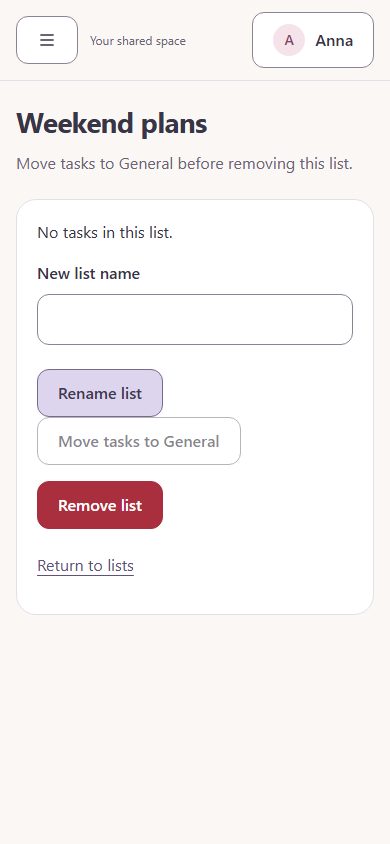 Your shared space
A Anna
Weekend plans
Move tasks to General before removing this list.
No tasks in this list.
New list name
Rename list
Move tasks to General
Remove list
Return to lists